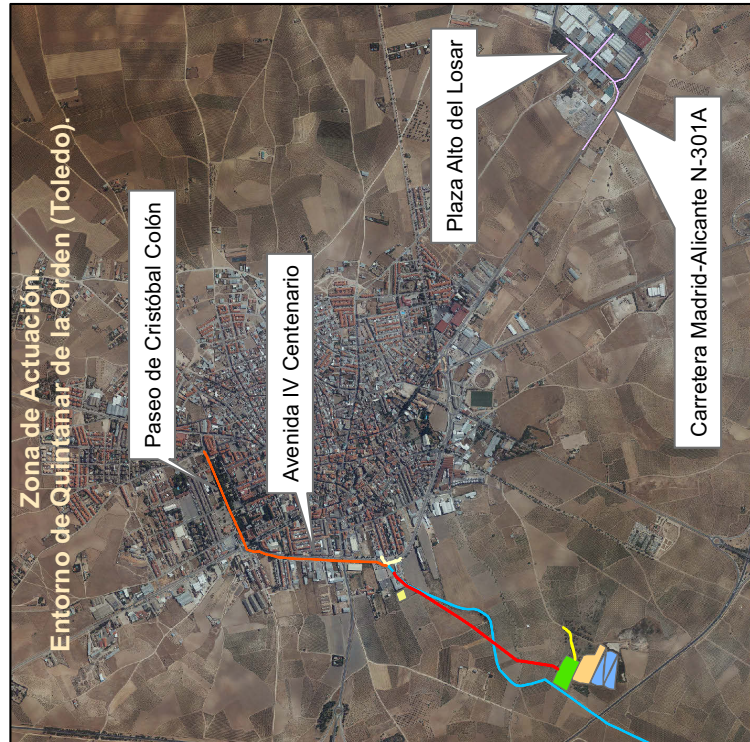 Zona de Actuación.
Entorno de Quintanar de la Orden (Toledo).
Paseo de Cristóbal Colón
Avenida IV Centenario
Plaza Alto del Losar
Carretera Madrid-Alicante N-301A